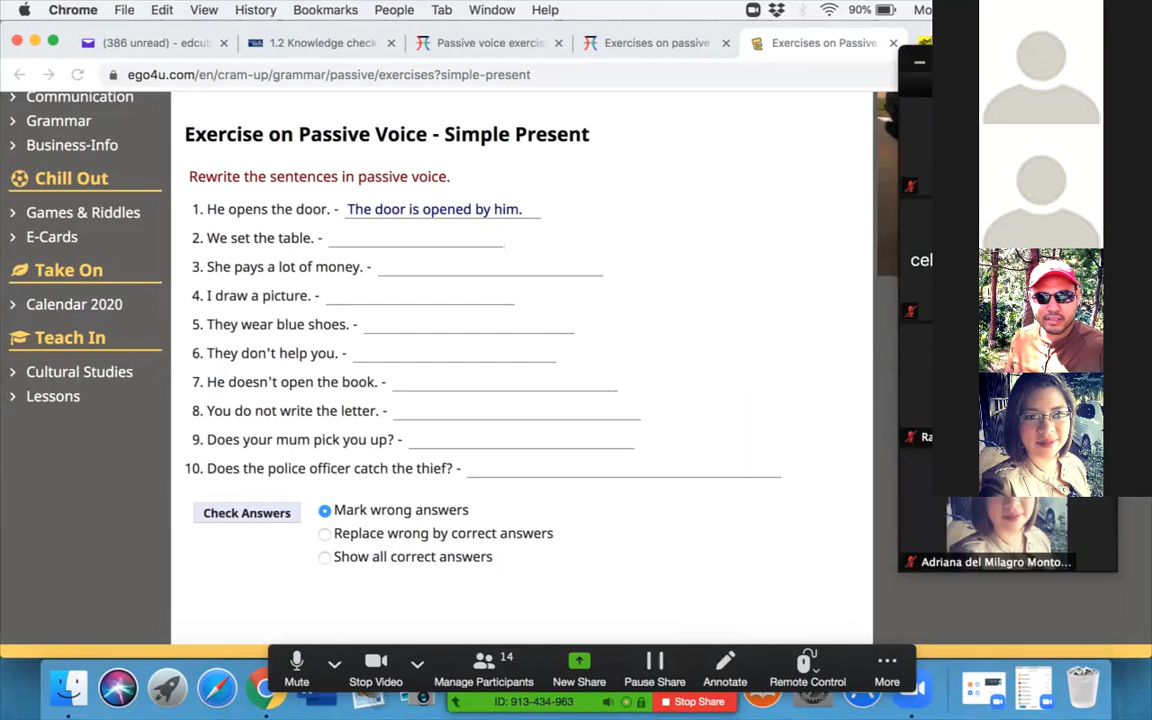 Chrome File Edit View History Bookmarks People Tab Window Help 90% Mo
(386 unread) - edcub
1.2 Knowledge check
Passive voice exercis
Exercises on passive
Exercises on Passive
ego4u.com/en/cram-up/grammar/passive/exercises?simple-present
Communication
Grammar
Business-Info
Chill Out
Games & Riddles
E-Cards
Take On
Calendar 2020
Teach In
Cultural Studies
Lessons
Exercise on Passive Voice - Simple Present
Rewrite the sentences in passive voice.
1. He opens the door. - The door is opened by him.
2. We set the table. -
3. She pays a lot of money. -
4. I draw a picture. -
5. They wear blue shoes. -
6. They don't help you. -
7. He doesn't open the book. -
8. You do not write the letter. -
9. Does your mum pick you up? -
10. Does the police officer catch the thief? -
Check Answers
Mark wrong answers
Replace wrong by correct answers
Show all correct answers
cel
Ra
Adriana del Milagro Monto...
Mute
Stop Video
14
Manage Participants
New Share
Pause Share
Annotate
Remote Control
More
ID: 913-434-963
Stop Share